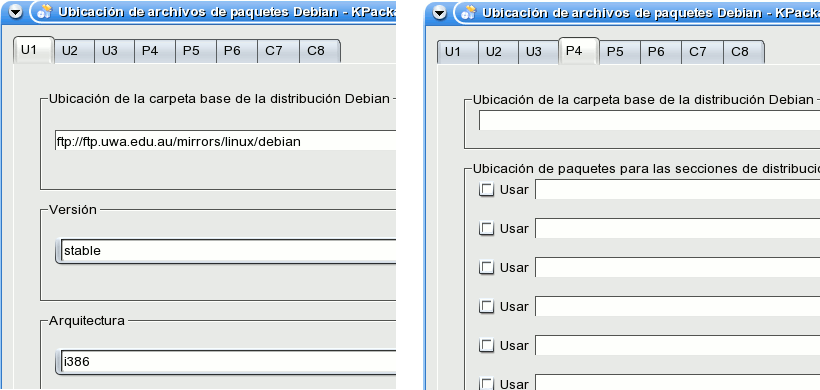 Ubicación de archivos de paquetes Debian - KPack
U1 U2 U3 P4 P5 P6 C7 C8
Ubicación de la carpeta base de la distribución Debian
ftp://ftp.uwa.edu.au/mirrors/linux/debian
Versión
stable
Arquitectura
i386
Ubicación de archivos de paquetes Debian - KPack
U1 U2 U3 P4 P5 P6 C7 C8
Ubicación de la carpeta base de la distribución Debian
Ubicación de paquetes para las secciones de distribuci
Usar
Usar
Usar
Usar
Usar
Usar